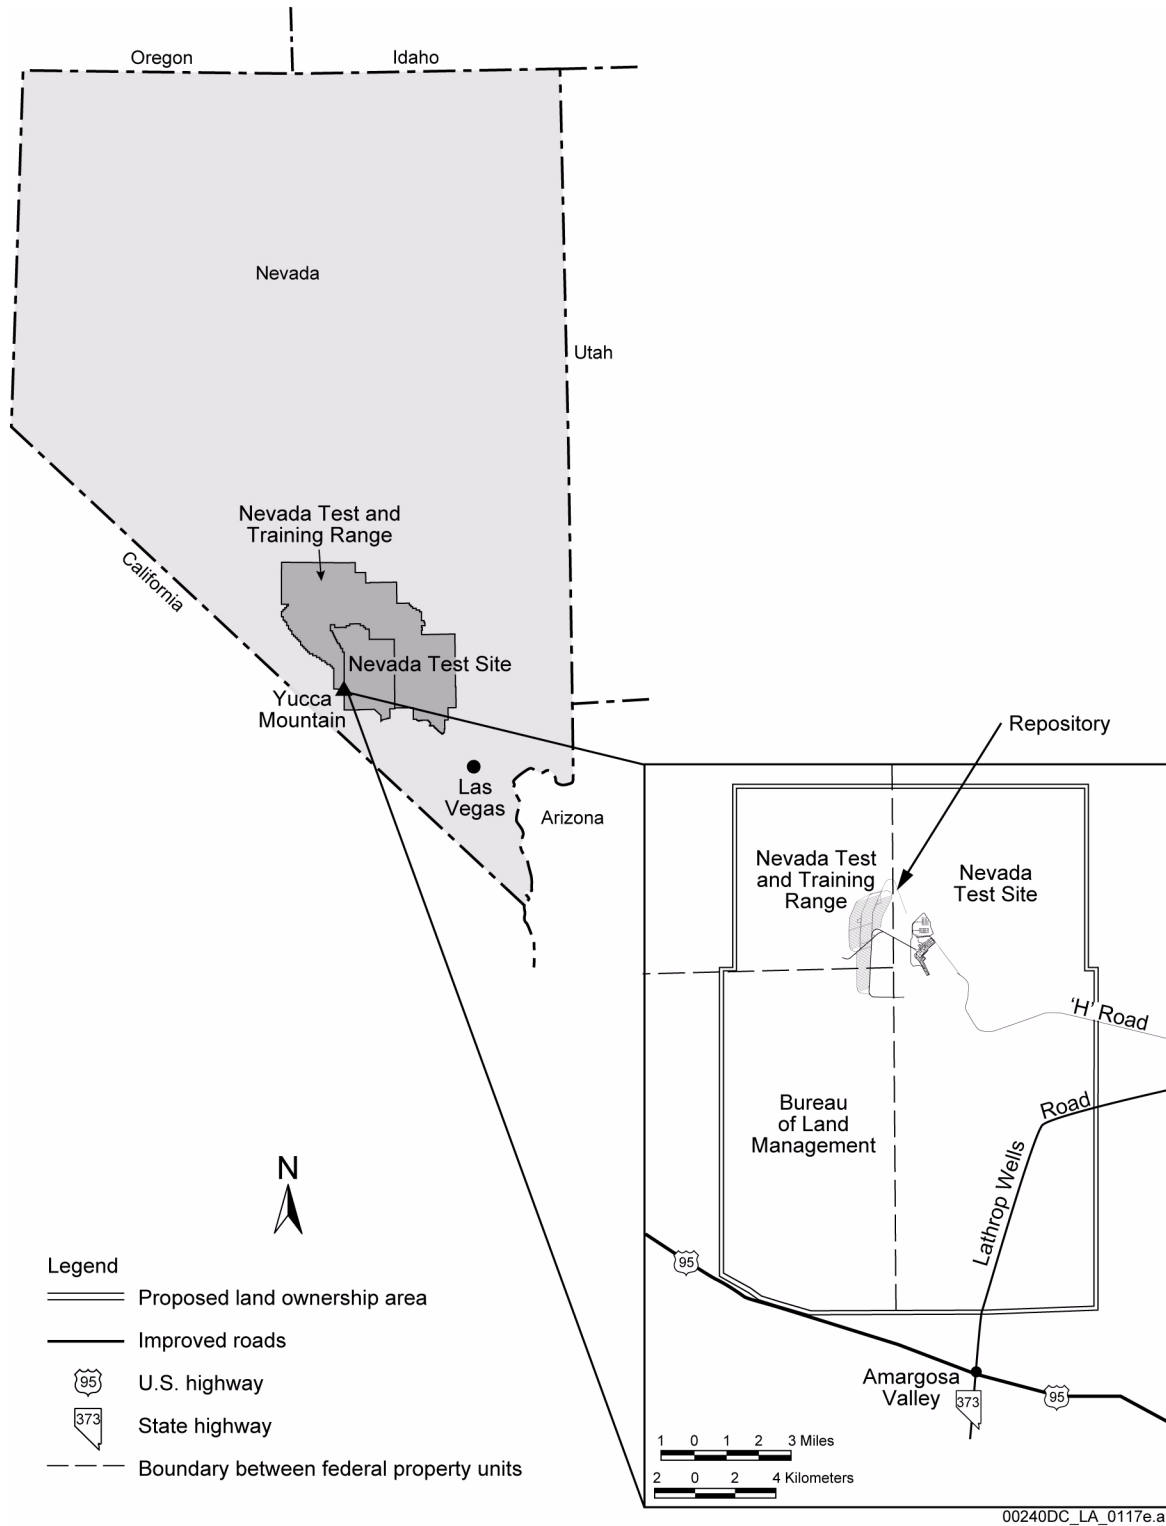 Oregon
Idaho
Nevada
Utah
Nevada Test and
Training Range
California
Nevada Test Site
Yucca
Mountain
Las
Vegas
Arizona
Repository
Nevada Test
and Training
Range
Nevada
Test Site
'H' Road
Bureau
of Land
Management
Road
Lathrop Wells
95
Amargosa
Valley
373
95
1 0 1 2 3 Miles
2 0 2 4 Kilometers
N
Legend
Proposed land ownership area
Improved roads
95 U.S. highway
373 State highway
Boundary between federal property units
00240DC_LA_0117e.a